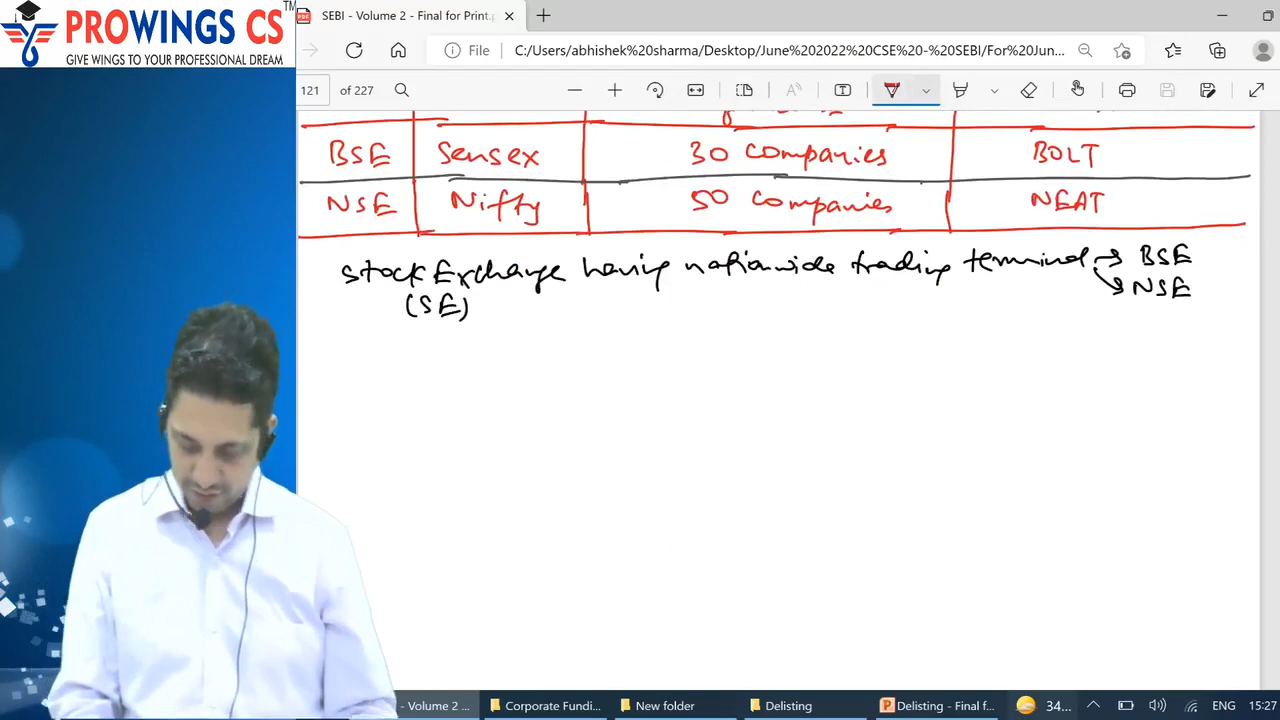 TM
PROWINGS CS
GIVE WINGS TO YOUR PROFESSIONAL DREAM
SEBI - Volume 2 - Final for Print.p
File
C:/Users/abhishek%20sharma/Desktop/June%202022%20CSE%20-%20SEBI/For%20Jun...
121 of 227
BSE Sensex 30 Companies BOLT
NSE Nifty 50 Companies NEAT
Stock Exchange having nationwide trading terminal → BSE
(SE) → NSE
- Volume 2 ...
Corporate Fundi...
New folder
Delisting
Delisting - Final f...
34...
ENG
15:27